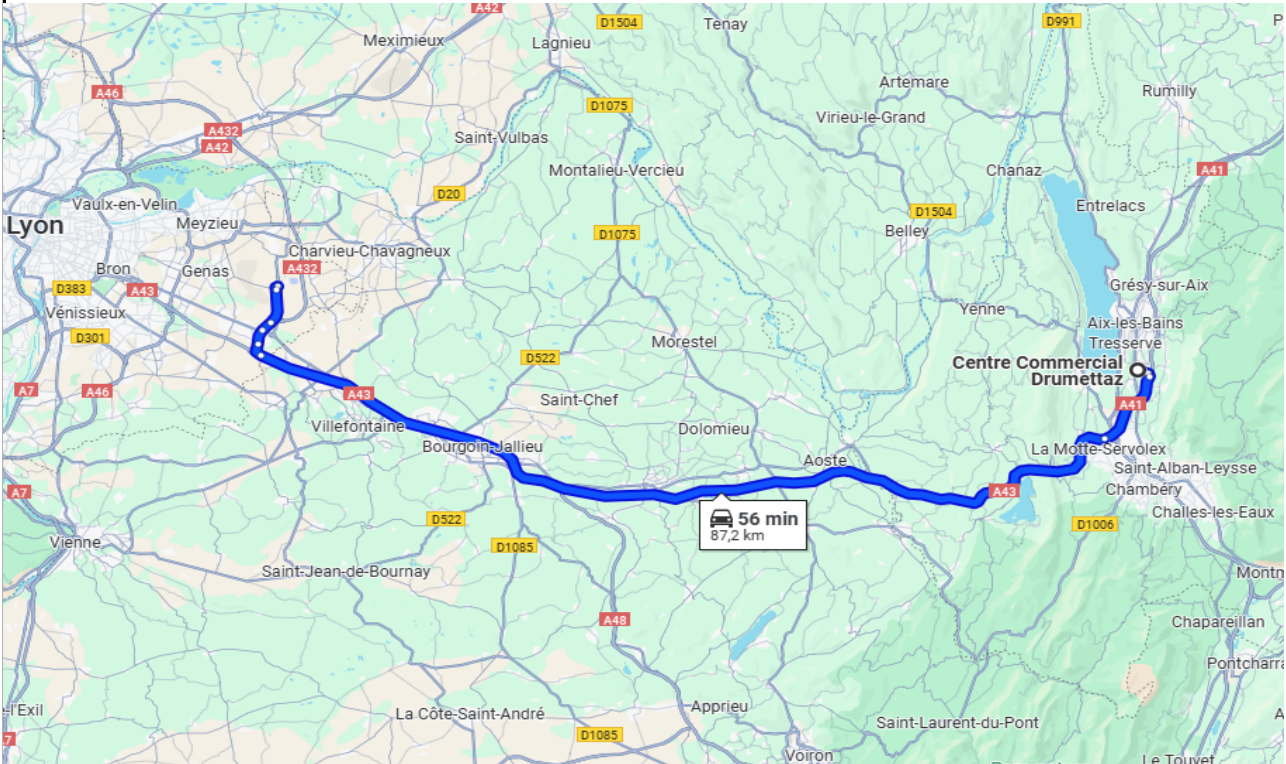 A42
D1504
Tenay
D991
Meximieux
Lagnieu
A46
Artemare
Rumilly
D1075
Virieu-le-Grand
A432
A42
Saint-Vulbas
Montalieu-Vercieu
Chanaz
A41
D20
Vaulx-en-Velin
Entrelacs
Lyon
Meyzieu
D1504
D1075
Belley
Charvieu-Chavagneux
Bron
Genas
A432
D383
A43
Grésy-sur-Aix
Vénissieux
Yenne
Aix-les-Bains
D301
Morestel
Tresserve
D522
Centre Commercial
Drumettaz
A7
A46
A43
Saint-Chef
A41
Villefontaine
Dolomieu
Bourgoin-Jallieu
La Motte-Servolex
Aoste
Saint-Alban-Leysse
A7
A43
Chambéry
Challes-les-Eaux
56 min
87,2 km
D522
D1006
Vienne
D1085
Saint-Jean-de-Bournay
Montm
A48
Chapareillan
Pontcharra
-l'Exil
Apprieu
La Côte-Saint-André
Saint-Laurent-du-Pont
D1085
Voiron
Le Touvet